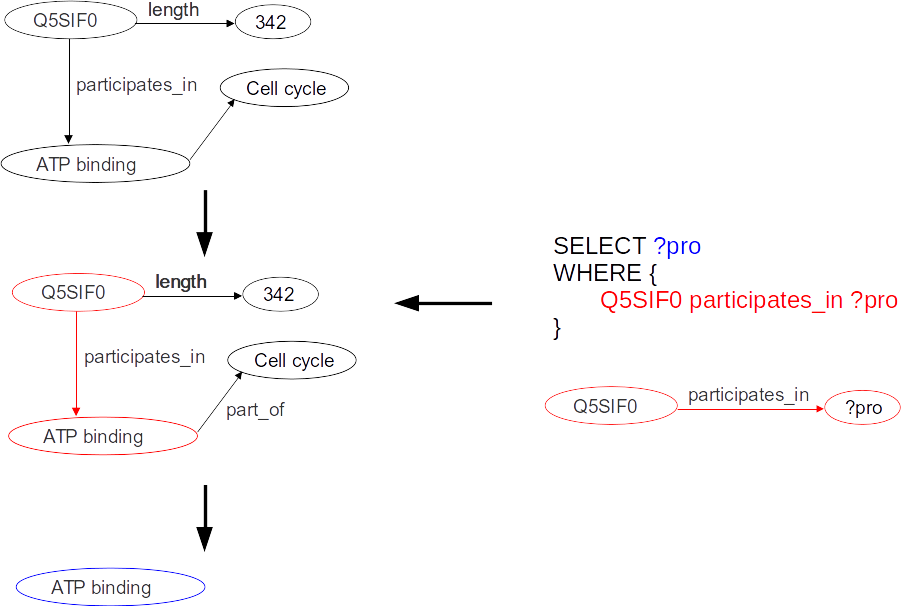 Q5SIF0
length
342
participates_in
Cell cycle
ATP binding
Q5SIF0
length
342
participates_in
Cell cycle
part_of
ATP binding
ATP binding
SELECT ?pro
WHERE {
Q5SIF0 participates_in ?pro
}
Q5SIF0
participates_in
?pro